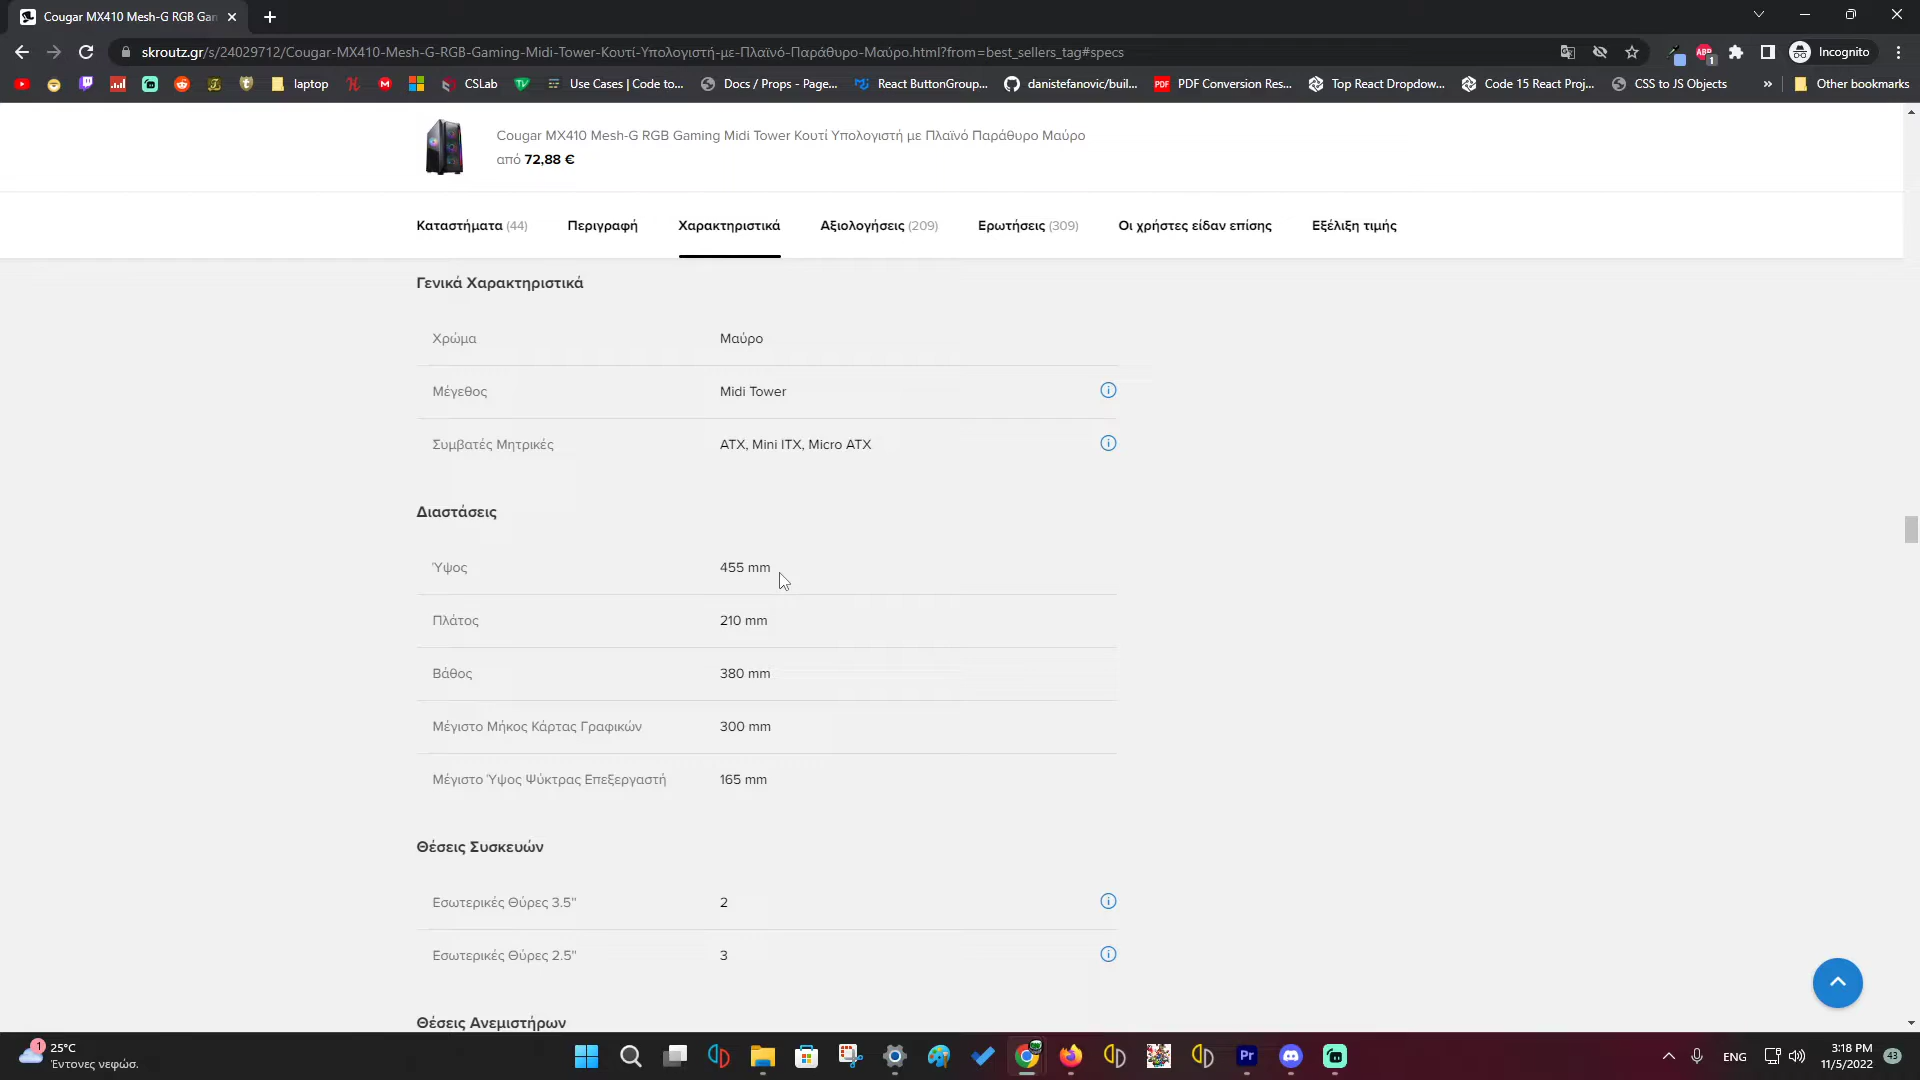 Cougar MX410 Mesh-G RGB Gan
skroutz.gr/s/24029712/Cougar-MX410-Mesh-G-RGB-Gaming-Midi-Tower-Κουτί-Υπολογιστή-με-Πλαϊνό-Παράθυρο-Μαύρο.html?from=best_sellers_tag#specs
ABP 1
Incognito
laptop
CSLab
Use Cases | Code to...
Docs / Props - Page...
React ButtonGroup...
danistefanovic/buil...
PDF
PDF Conversion Res...
Top React Dropdow...
Code 15 React Proj...
CSS to JS Objects
»
Other bookmarks
Cougar MX410 Mesh-G RGB Gaming Midi Tower Κουτί Υπολογιστή με Πλαϊνό Παράθυρο Μαύρο
από 72,88 €
Καταστήματα (44) Περιγραφή Χαρακτηριστικά Αξιολογήσεις (209) Ερωτήσεις (309) Οι χρήστες είδαν επίσης Εξέλιξη τιμής
Γενικά Χαρακτηριστικά
Χρώμα Μαύρο
Μέγεθος Midi Tower
Συμβατές Μητρικές ATX, Mini ITX, Micro ATX
Διαστάσεις
Ύψος 455 mm
Πλάτος 210 mm
Βάθος 380 mm
Μέγιστο Μήκος Κάρτας Γραφικών 300 mm
Μέγιστο Ύψος Ψύκτρας Επεξεργαστή 165 mm
Θέσεις Συσκευών
Εσωτερικές Θύρες 3.5" 2
Εσωτερικές Θύρες 2.5" 3
Θέσεις Ανεμιστήρων
1
25°C
Έντονες νεφώσ.
Pr
ENG
3:18 PM
11/5/2022
43